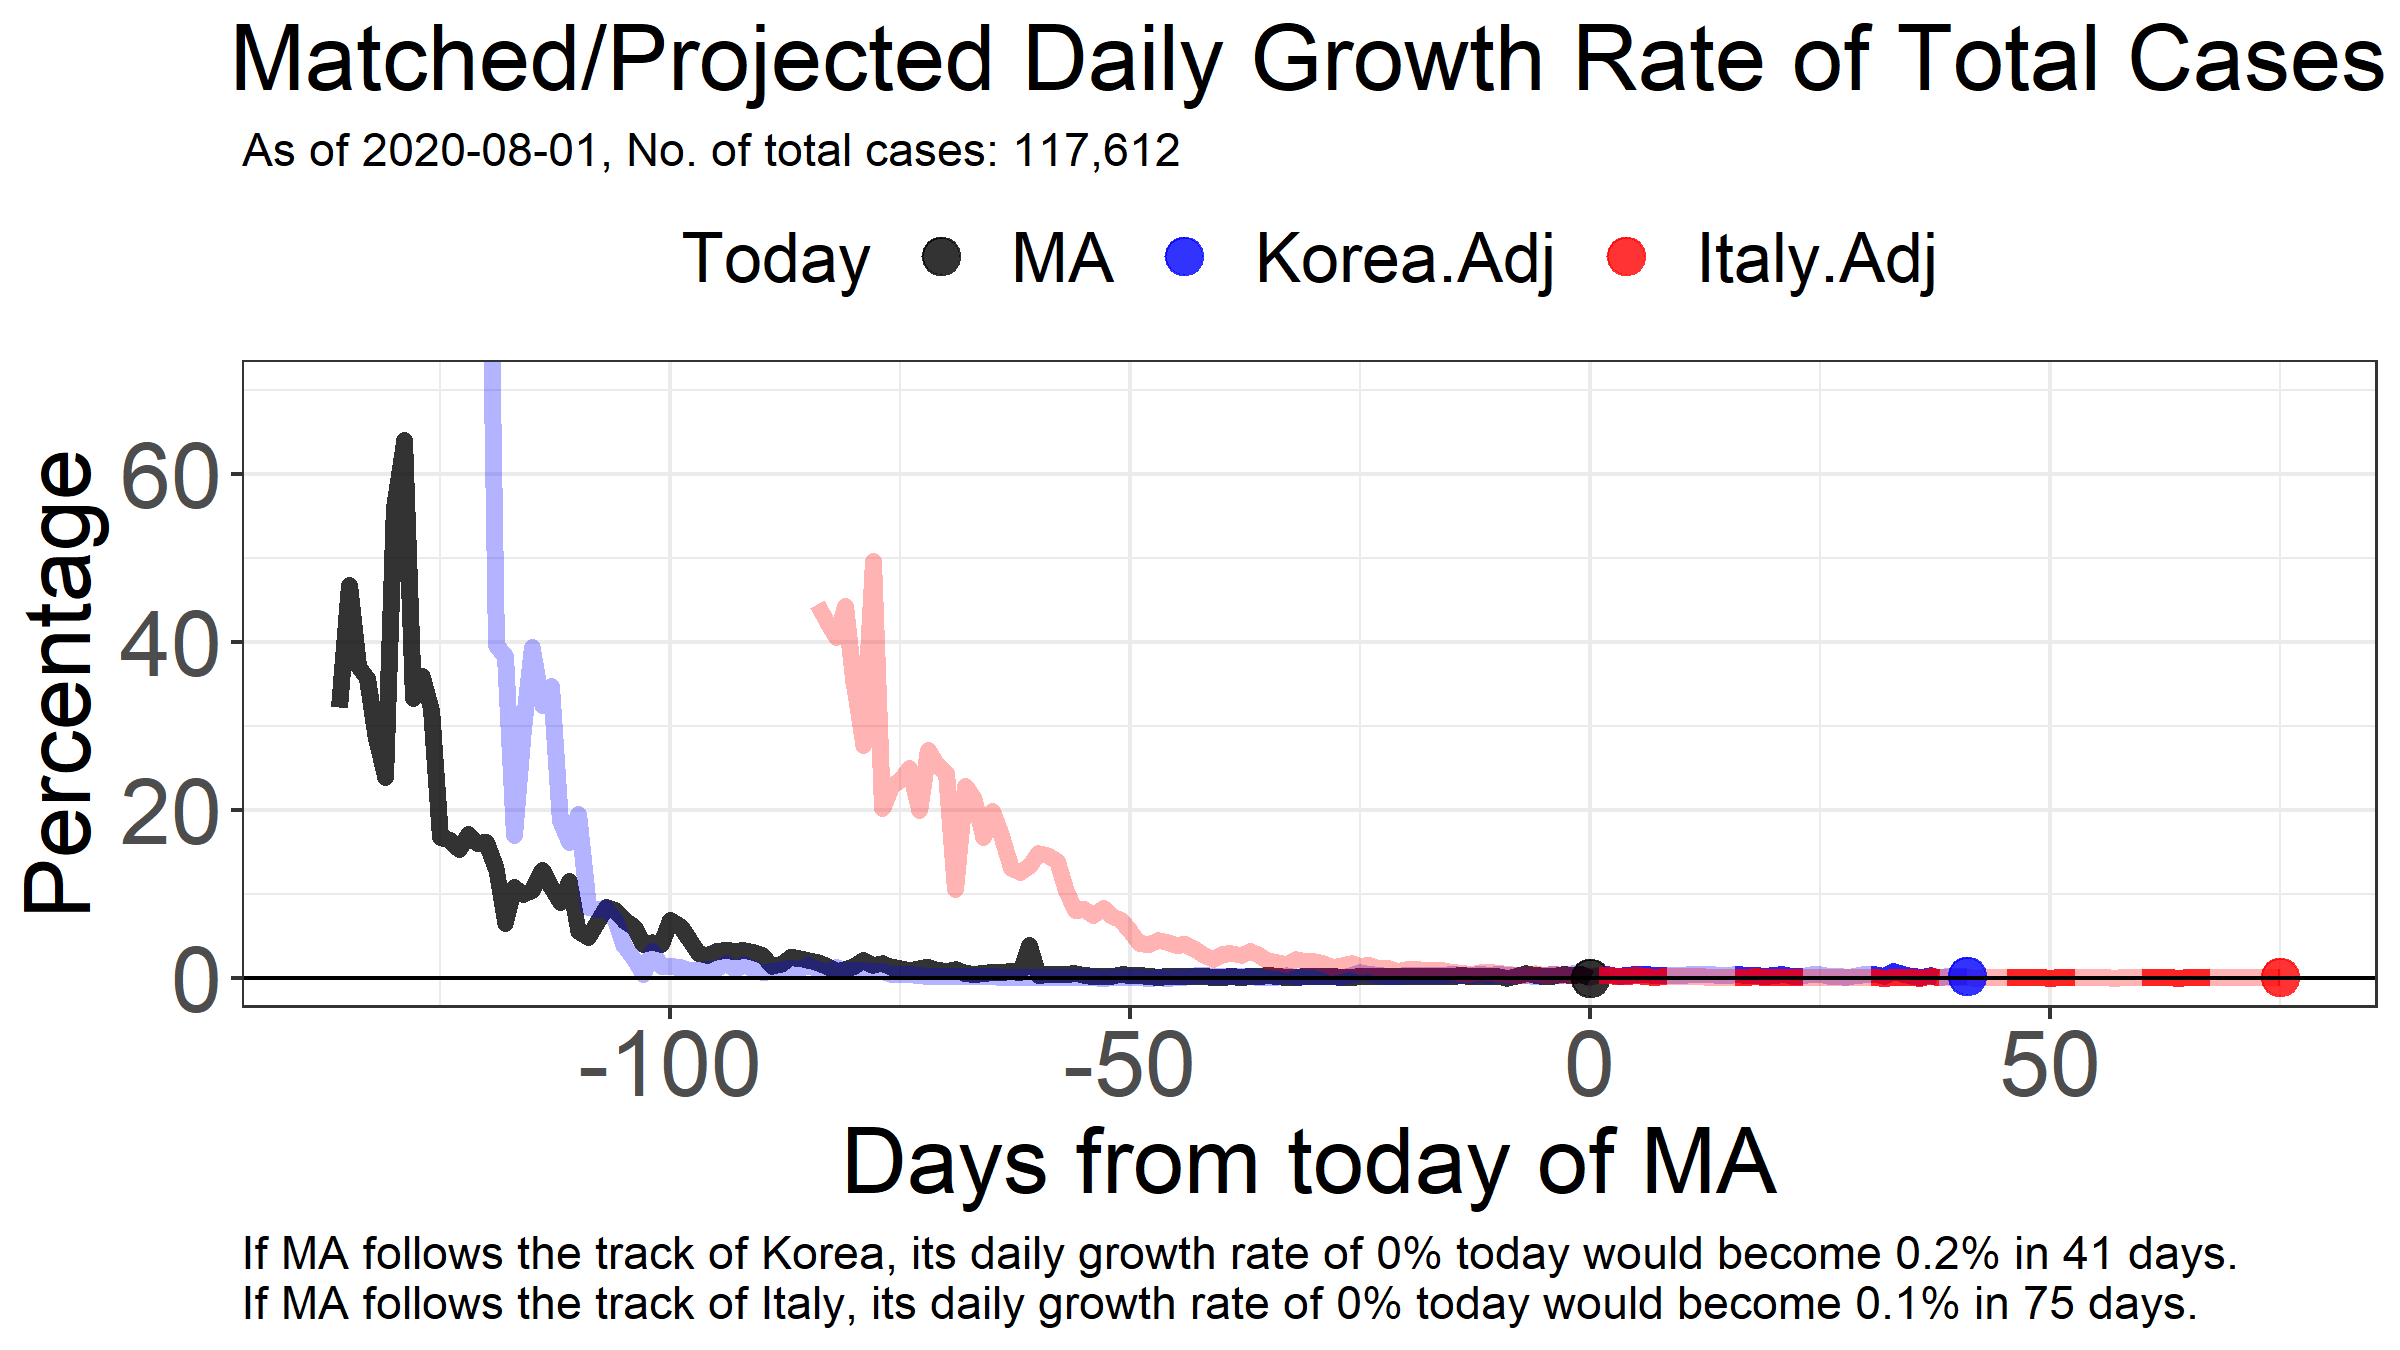 Matched/Projected Daily Growth Rate of Total Cases
As of 2020-08-01, No. of total cases: 117,612
Today MA Korea.Adj Italy.Adj
Percentage
60
40
20
0
-100 -50 0 50
Days from today of MA
If MA follows the track of Korea, its daily growth rate of 0% today would become 0.2% in 41 days.
If MA follows the track of Italy, its daily growth rate of 0% today would become 0.1% in 75 days.